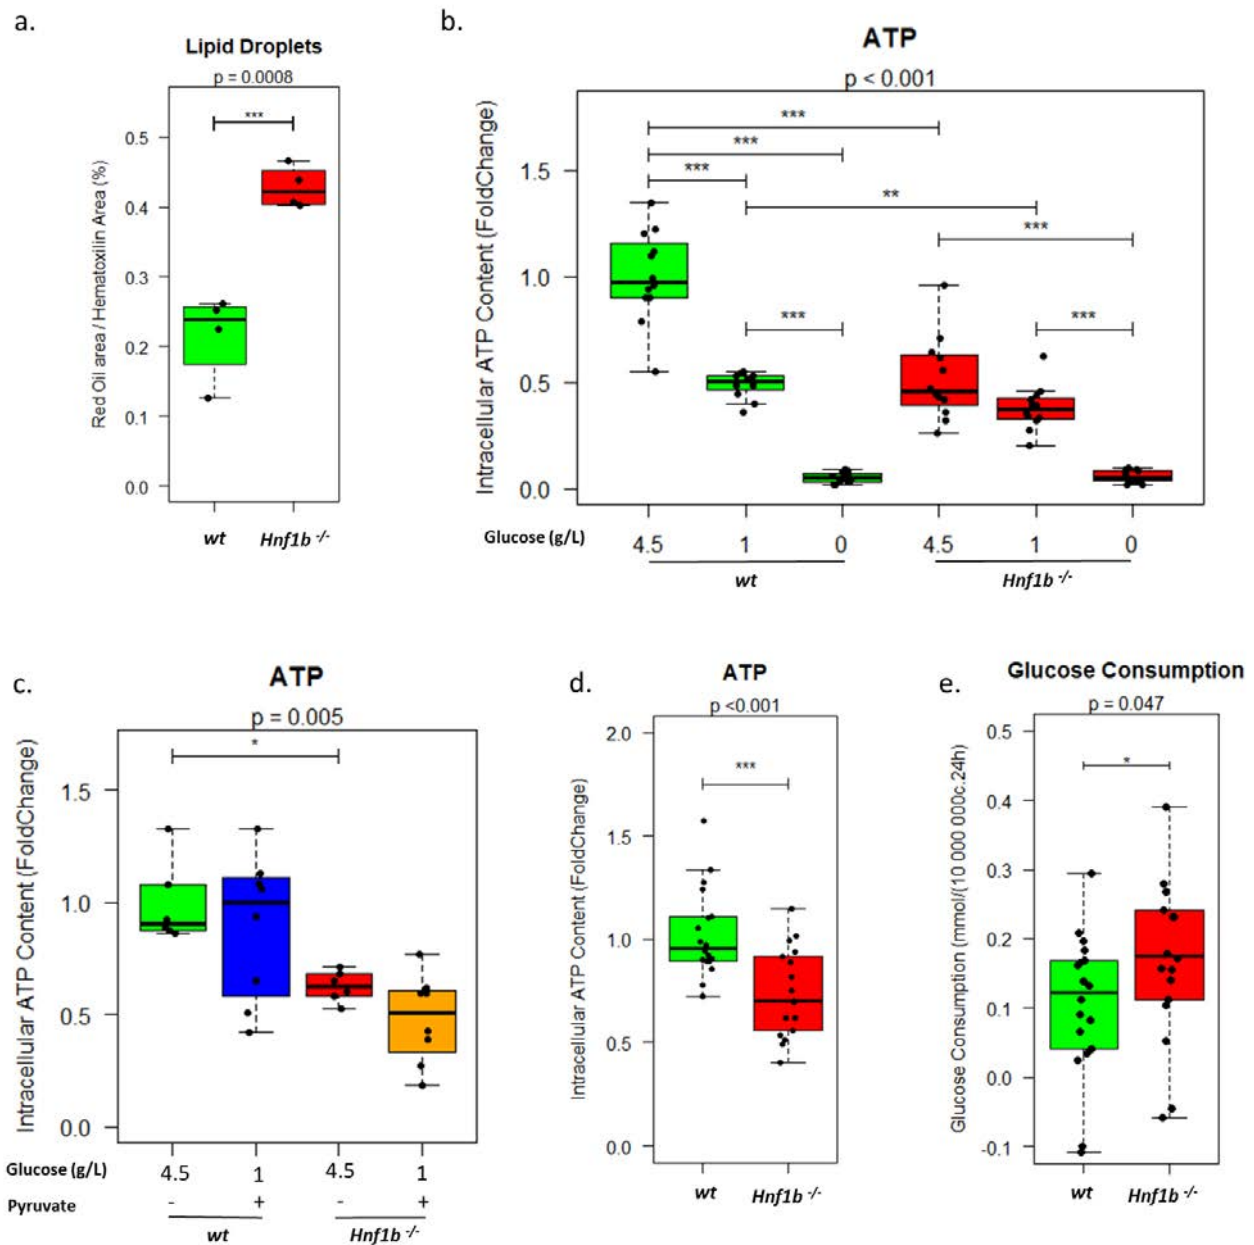 a.
Lipid Droplets
p = 0.0008
***
Red Oil area / Hematoxilin Area (%)
0.5
0.4
0.3
0.2
0.1
0.0
wt
Hnf1b -/-
b.
ATP
p < 0.001
***
***
***
**
***
***
***
Intracellular ATP Content (FoldChange)
1.5
1.0
0.5
0.0
Glucose (g/L)
4.5 1 0 4.5 1 0
wt Hnf1b -/-
c.
ATP
p = 0.005
*
Intracellular ATP Content (FoldChange)
1.5
1.0
0.5
0.0
Glucose (g/L) 4.5 1 4.5 1
Pyruvate - + - +
wt Hnf1b -/-
d.
ATP
p <0.001
***
Intracellular ATP Content (FoldChange)
2.0
1.5
1.0
0.5
0.0
wt Hnf1b -/-
e.
Glucose Consumption
p = 0.047
*
Glucose Consumption (mmol/(10 000 000c.24h)
0.5
0.4
0.3
0.2
0.1
0.0
-0.1
wt Hnf1b -/-